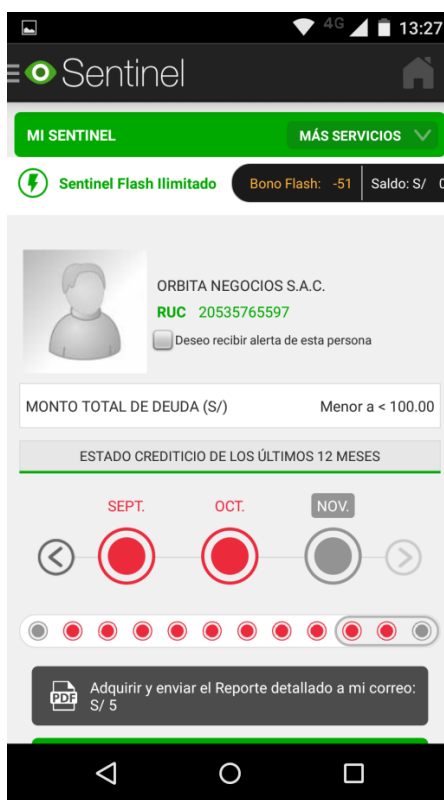 4G 13:27
Sentinel
MI SENTINEL MÁS SERVICIOS
Sentinel Flash Ilimitado Bono Flash: -51 Saldo: S/
ORBITA NEGOCIOS S.A.C.
RUC 20535765597
Deseo recibir alerta de esta persona
MONTO TOTAL DE DEUDA (S/) Menor a < 100.00
ESTADO CREDITICIO DE LOS ÚLTIMOS 12 MESES
SEPT. OCT. NOV.
PDF Adquirir y enviar el Reporte detallado a mi correo:
S/ 5